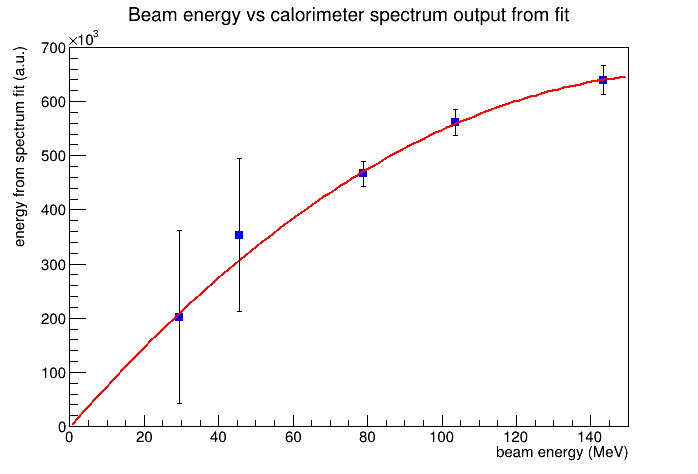 Beam energy vs calorimeter spectrum output from fit
×10³
energy from spectrum fit (a.u.)
700
600
500
400
300
200
100
0
0 20 40 60 80 100 120 140
beam energy (MeV)